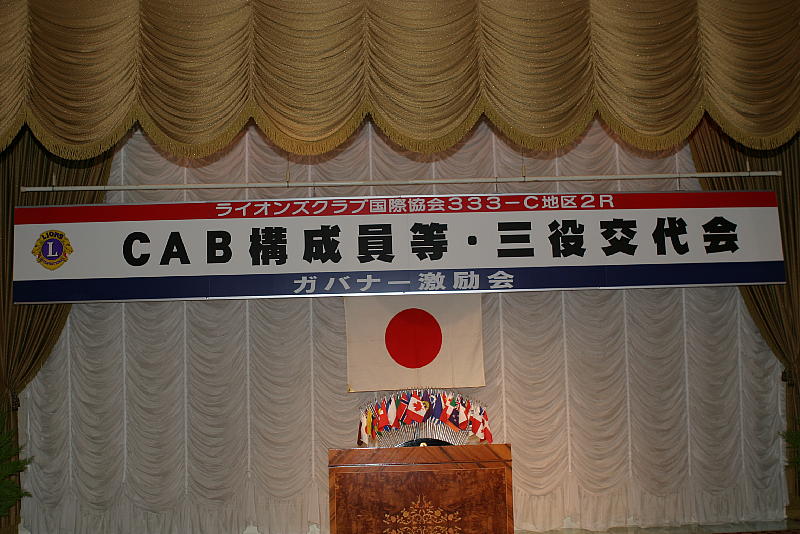 ライオンズクラブ国際協会333-C地区2R
CAB構成員等・三役交代会
ガバナー激励会
LIONS
L